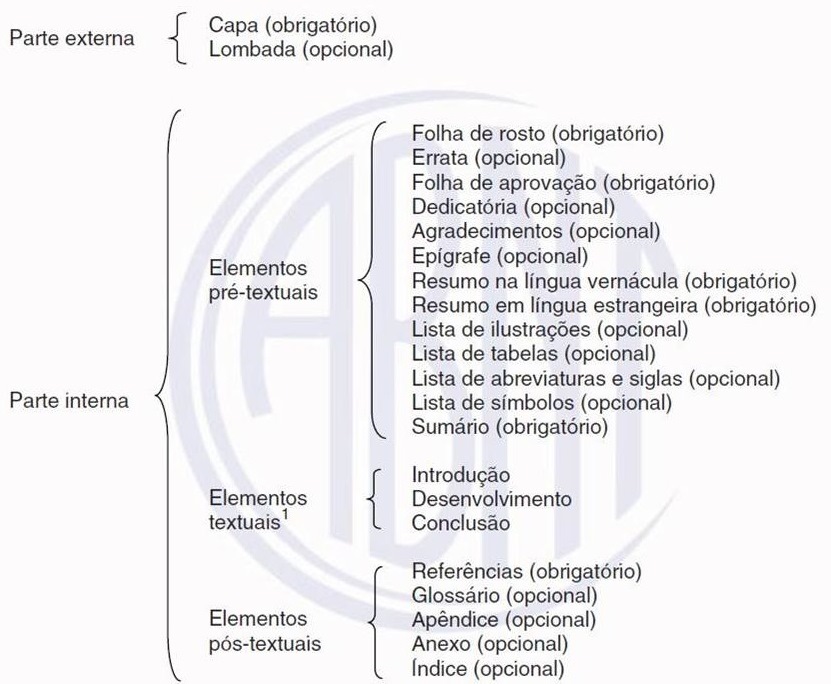 Parte externa
Capa (obrigatório)
Lombada (opcional)
Parte interna
Elementos
pré-textuais
Folha de rosto (obrigatório)
Errata (opcional)
Folha de aprovação (obrigatório)
Dedicatória (opcional)
Agradecimentos (opcional)
Epígrafe (opcional)
Resumo na língua vernácula (obrigatório)
Resumo em língua estrangeira (obrigatório)
Lista de ilustrações (opcional)
Lista de tabelas (opcional)
Lista de abreviaturas e siglas (opcional)
Lista de símbolos (opcional)
Sumário (obrigatório)
Elementos
textuais¹
Introdução
Desenvolvimento
Conclusão
Elementos
pós-textuais
Referências (obrigatório)
Glossário (opcional)
Apêndice (opcional)
Anexo (opcional)
Índice (opcional)
ABNT